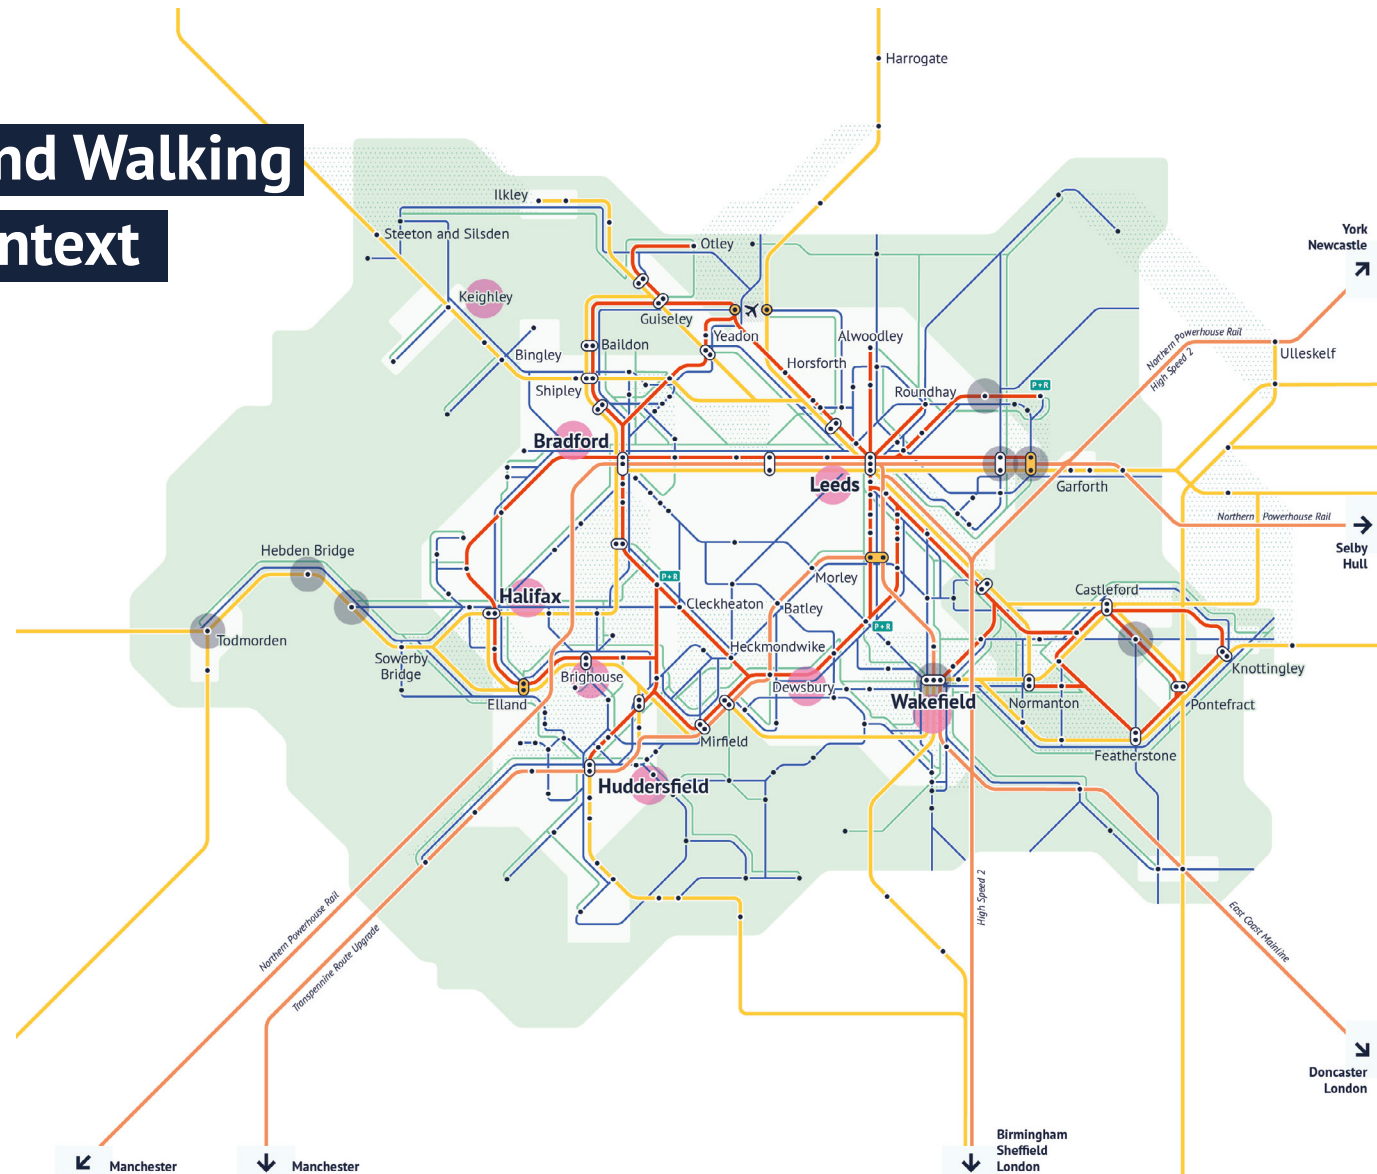 nd Walking
ntext
Harrogate
Ilkley
Steeton and Silsden
Otley
York
Newcastle
Keighley
Guiseley
Yeadon
Alwoodley
Northern Powerhouse Rail
High Speed 2
Ulleskelf
Baildon
Bingley
Horsforth
Shipley
Roundhay
P+R
Bradford
Leeds
Garforth
Northern Powerhouse Rail
Selby
Hull
Hebden Bridge
P+R
Morley
Castleford
Halifax
Cleckheaton
Batley
P+R
Todmorden
Heckmondwike
Sowerby
Bridge
Knottingley
Brighouse
Dewsbury
Wakefield
Elland
Normanton
Pontefract
Mirfield
Featherstone
Huddersfield
High Speed 2
Northern Powerhouse Rail
Transpennine Route Upgrade
East Coast Mainline
Doncaster
London
Manchester
Manchester
Birmingham
Sheffield
London